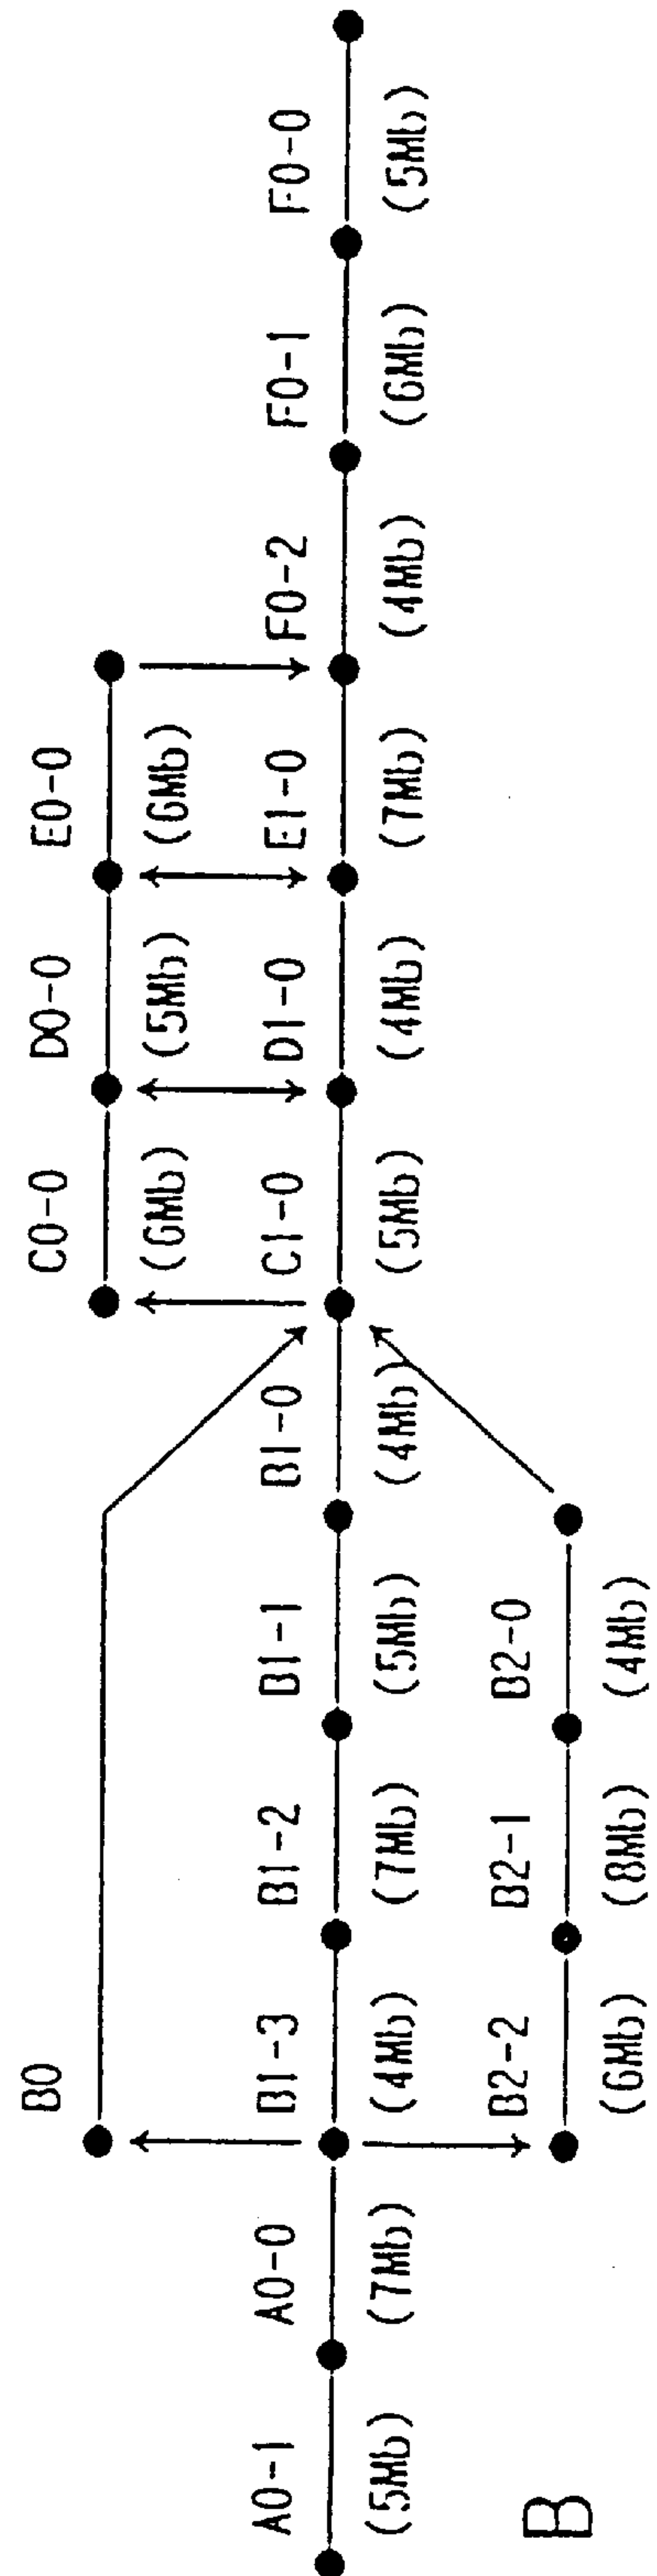 B0
C0-0 D0-0 E0-0
(6Mb) (5Mb) (6Mb)
A0-1 A0-0 B1-3 B1-2 B1-1 B1-0 C1-0 D1-0 E1-0 F0-2 F0-1 F0-0
(5Mb) (7Mb) (4Mb) (7Mb) (5Mb) (4Mb) (5Mb) (4Mb) (7Mb) (4Mb) (6Mb) (5Mb)
B2-2 B2-1 B2-0
(6Mb) (8Mb) (4Mb)
B